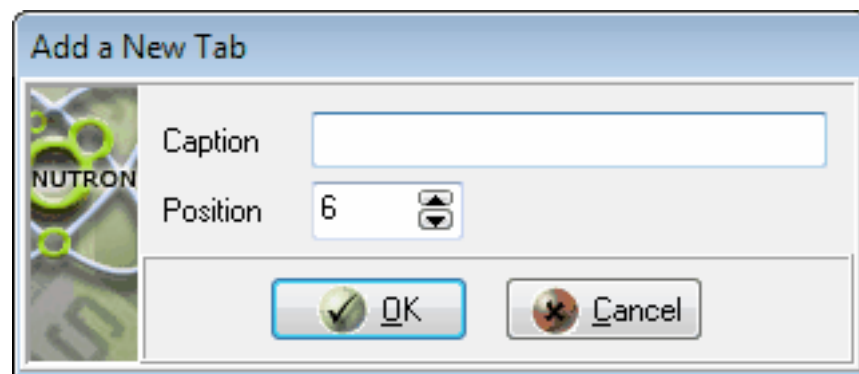 Add a New Tab
NUTRON
Caption
Position 6
OK Cancel